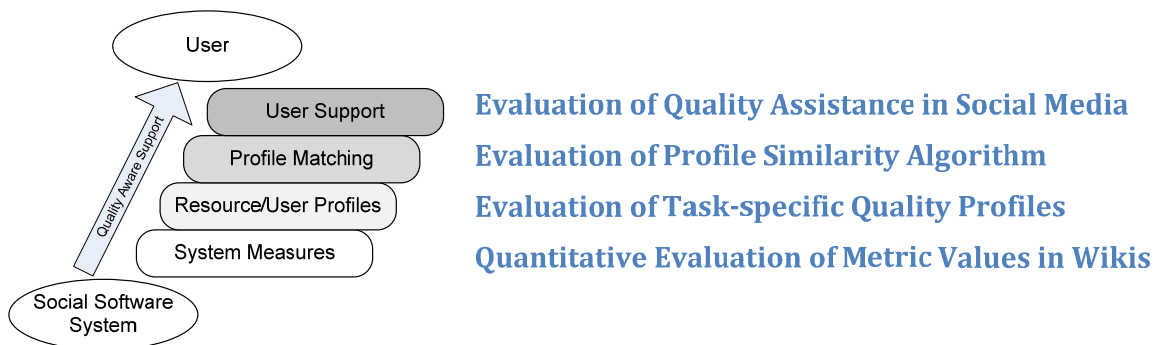 User
User Support
Evaluation of Quality Assistance in Social Media
Profile Matching
Evaluation of Profile Similarity Algorithm
Quality Aware Support
Resource/User Profiles
Evaluation of Task-specific Quality Profiles
System Measures
Quantitative Evaluation of Metric Values in Wikis
Social Software
System